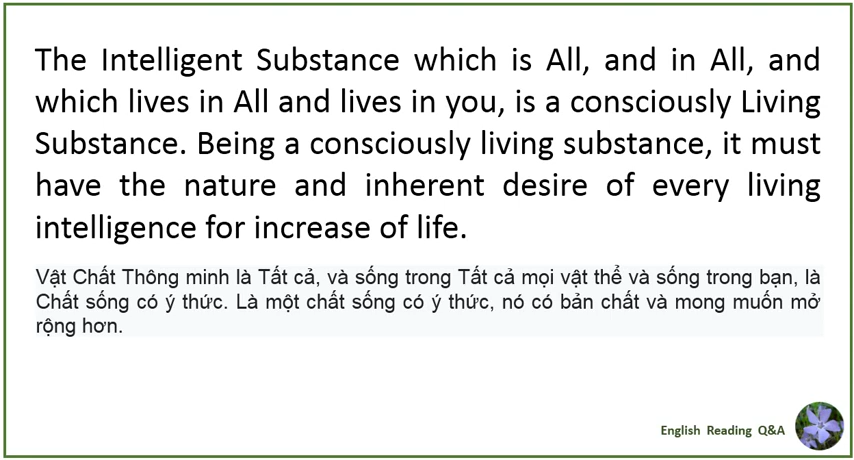 The Intelligent Substance which is All, and in All, and
which lives in All and lives in you, is a consciously Living
Substance. Being a consciously living substance, it must
have the nature and inherent desire of every living
intelligence for increase of life.
Vật Chất Thông minh là Tất cả, và sống trong Tất cả mọi vật thể và sống trong bạn, là
Chất sống có ý thức. Là một chất sống có ý thức, nó có bản chất và mong muốn mở
rộng hơn.
English Reading Q&A